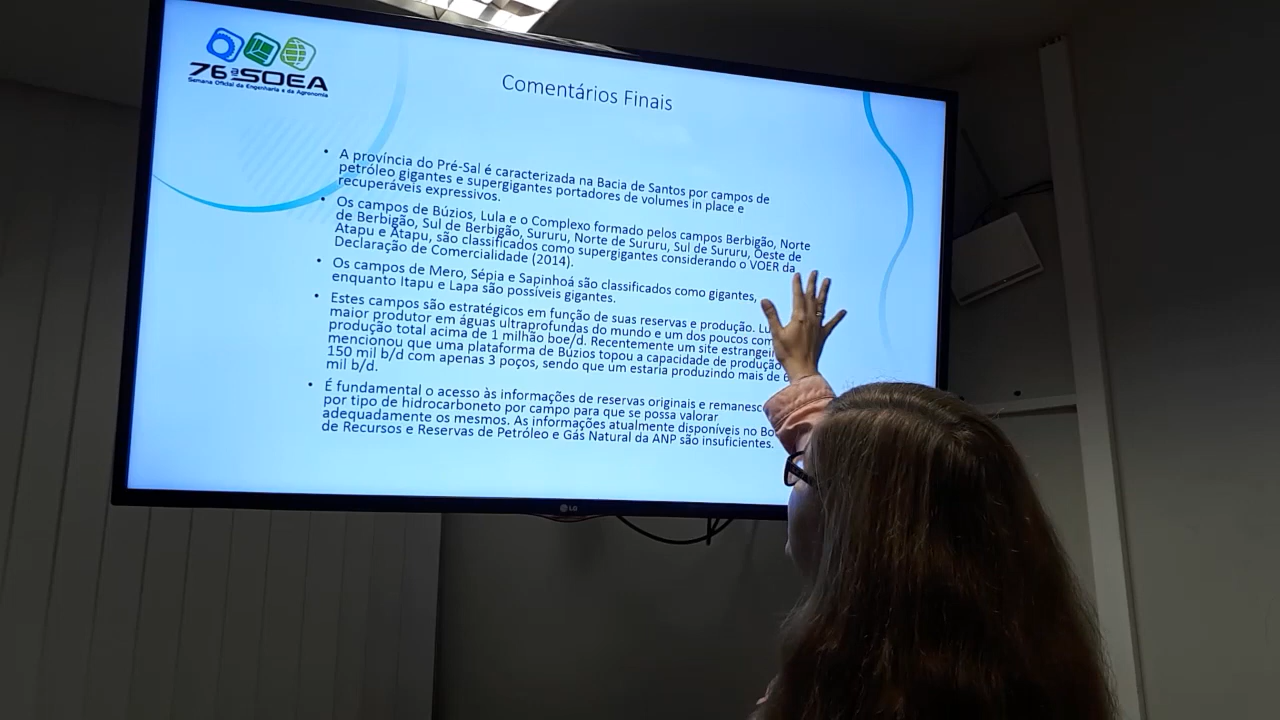 76ª SOEA
Semana Oficial da Engenharia e da Agronomia
Comentários Finais
• A província do Pré-Sal é caracterizada na Bacia de Santos por campos de
petróleo gigantes e supergigantes portadores de volumes in place e
recuperáveis expressivos.
• Os campos de Búzios, Lula e o Complexo formado pelos campos Berbigão, Norte
de Berbigão, Sul de Berbigão, Sururu, Norte de Sururu, Sul de Sururu, Oeste de
Atapu e Atapu, são classificados como supergigantes considerando o VOER da
Declaração de Comercialidade (2014).
• Os campos de Mero, Sépia e Sapinhoá são classificados como gigantes,
enquanto Itapu e Lapa são possíveis gigantes.
• Estes campos são estratégicos em função de suas reservas e produção.
maior produtor em águas ultraprofundas do mundo e um dos poucos com
produção total acima de 1 milhão boe/d. Recentemente um site
mencionou que uma plataforma de Búzios topou a capacidade de produção
150 mil b/d com apenas 3 poços, sendo que um estaria produzindo mais de
mil b/d.
• É fundamental o acesso às informações de reservas originais e
por tipo de hidrocarboneto por campo para que se possa valorar
adequadamente os mesmos. As informações atualmente disponíveis no
de Recursos e Reservas de Petróleo e Gás Natural da ANP são insuficientes.
LG